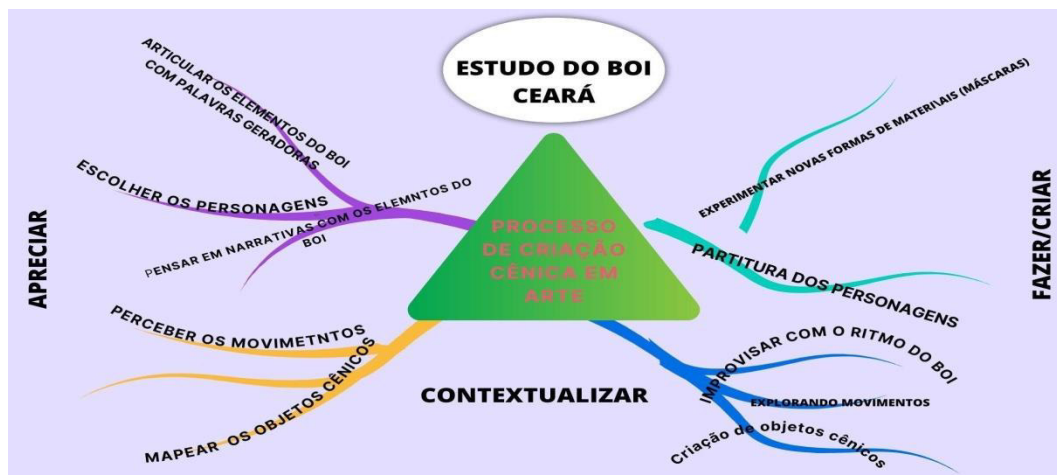 ESTUDO DO BOI
CEARÁ
ARTICULAR OS ELEMENTOS DO BOI
COM PALAVRAS GERADORAS
ESCOLHER OS PERSONAGENS
PENSAR EM NARRATIVAS COM OS ELEMNTOS DO
BOI
APRECIAR
PERCEBER OS MOVIMETNTOS
MAPEAR OS OBJETOS CÊNICOS
PROCESSO
DE CRIAÇÃO
CÊNICA EM
ARTE
CONTEXTUALIZAR
EXPERIMENTAR NOVAS FORMAS DE MATERI\AIS (MÁSCARAS)
PARTITURA DOS PERSONAGENS
FAZER/CRIAR
IMPROVISAR COM O RITMO DO BOI
EXPLORANDO MOVIMENTOS
Criação de objetos cênicos